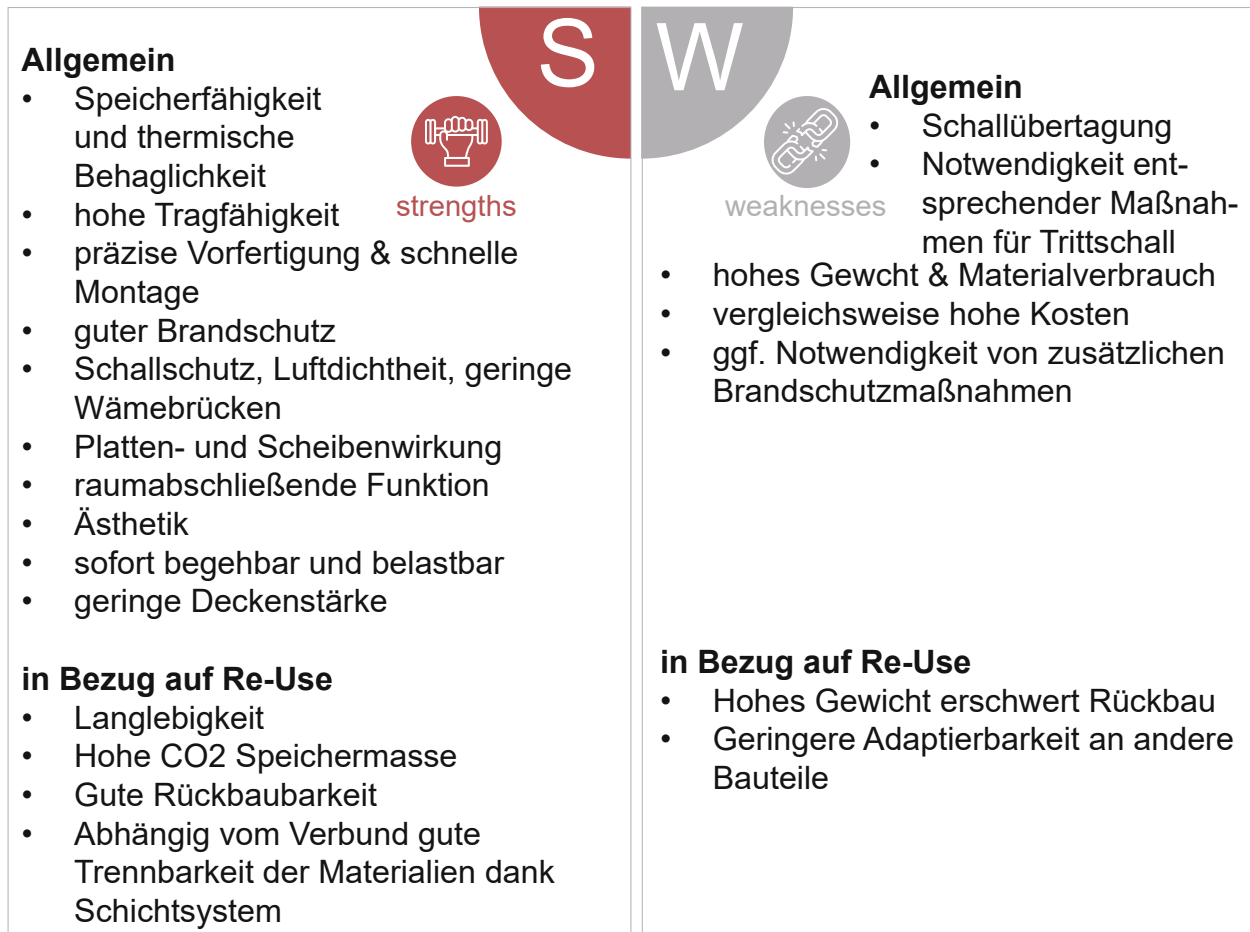 S
Allgemein
• Speicherfähigkeit
und thermische
Behaglichkeit
• hohe Tragfähigkeit
strengths
• präzise Vorfertigung & schnelle
Montage
• guter Brandschutz
• Schallschutz, Luftdichtheit, geringe
Wämebrücken
• Platten- und Scheibenwirkung
• raumabschließende Funktion
• Ästhetik
• sofort begehbar und belastbar
• geringe Deckenstärke
in Bezug auf Re-Use
• Langlebigkeit
• Hohe CO2 Speichermasse
• Gute Rückbaubarkeit
• Abhängig vom Verbund gute
Trennbarkeit der Materialien dank
Schichtsystem
W
weaknesses
Allgemein
• Schallübertagung
• Notwendigkeit ent-
sprechender Maßnah-
men für Trittschall
• hohes Gewcht & Materialverbrauch
• vergleichsweise hohe Kosten
• ggf. Notwendigkeit von zusätzlichen
Brandschutzmaßnahmen
in Bezug auf Re-Use
• Hohes Gewicht erschwert Rückbau
• Geringere Adaptierbarkeit an andere
Bauteile